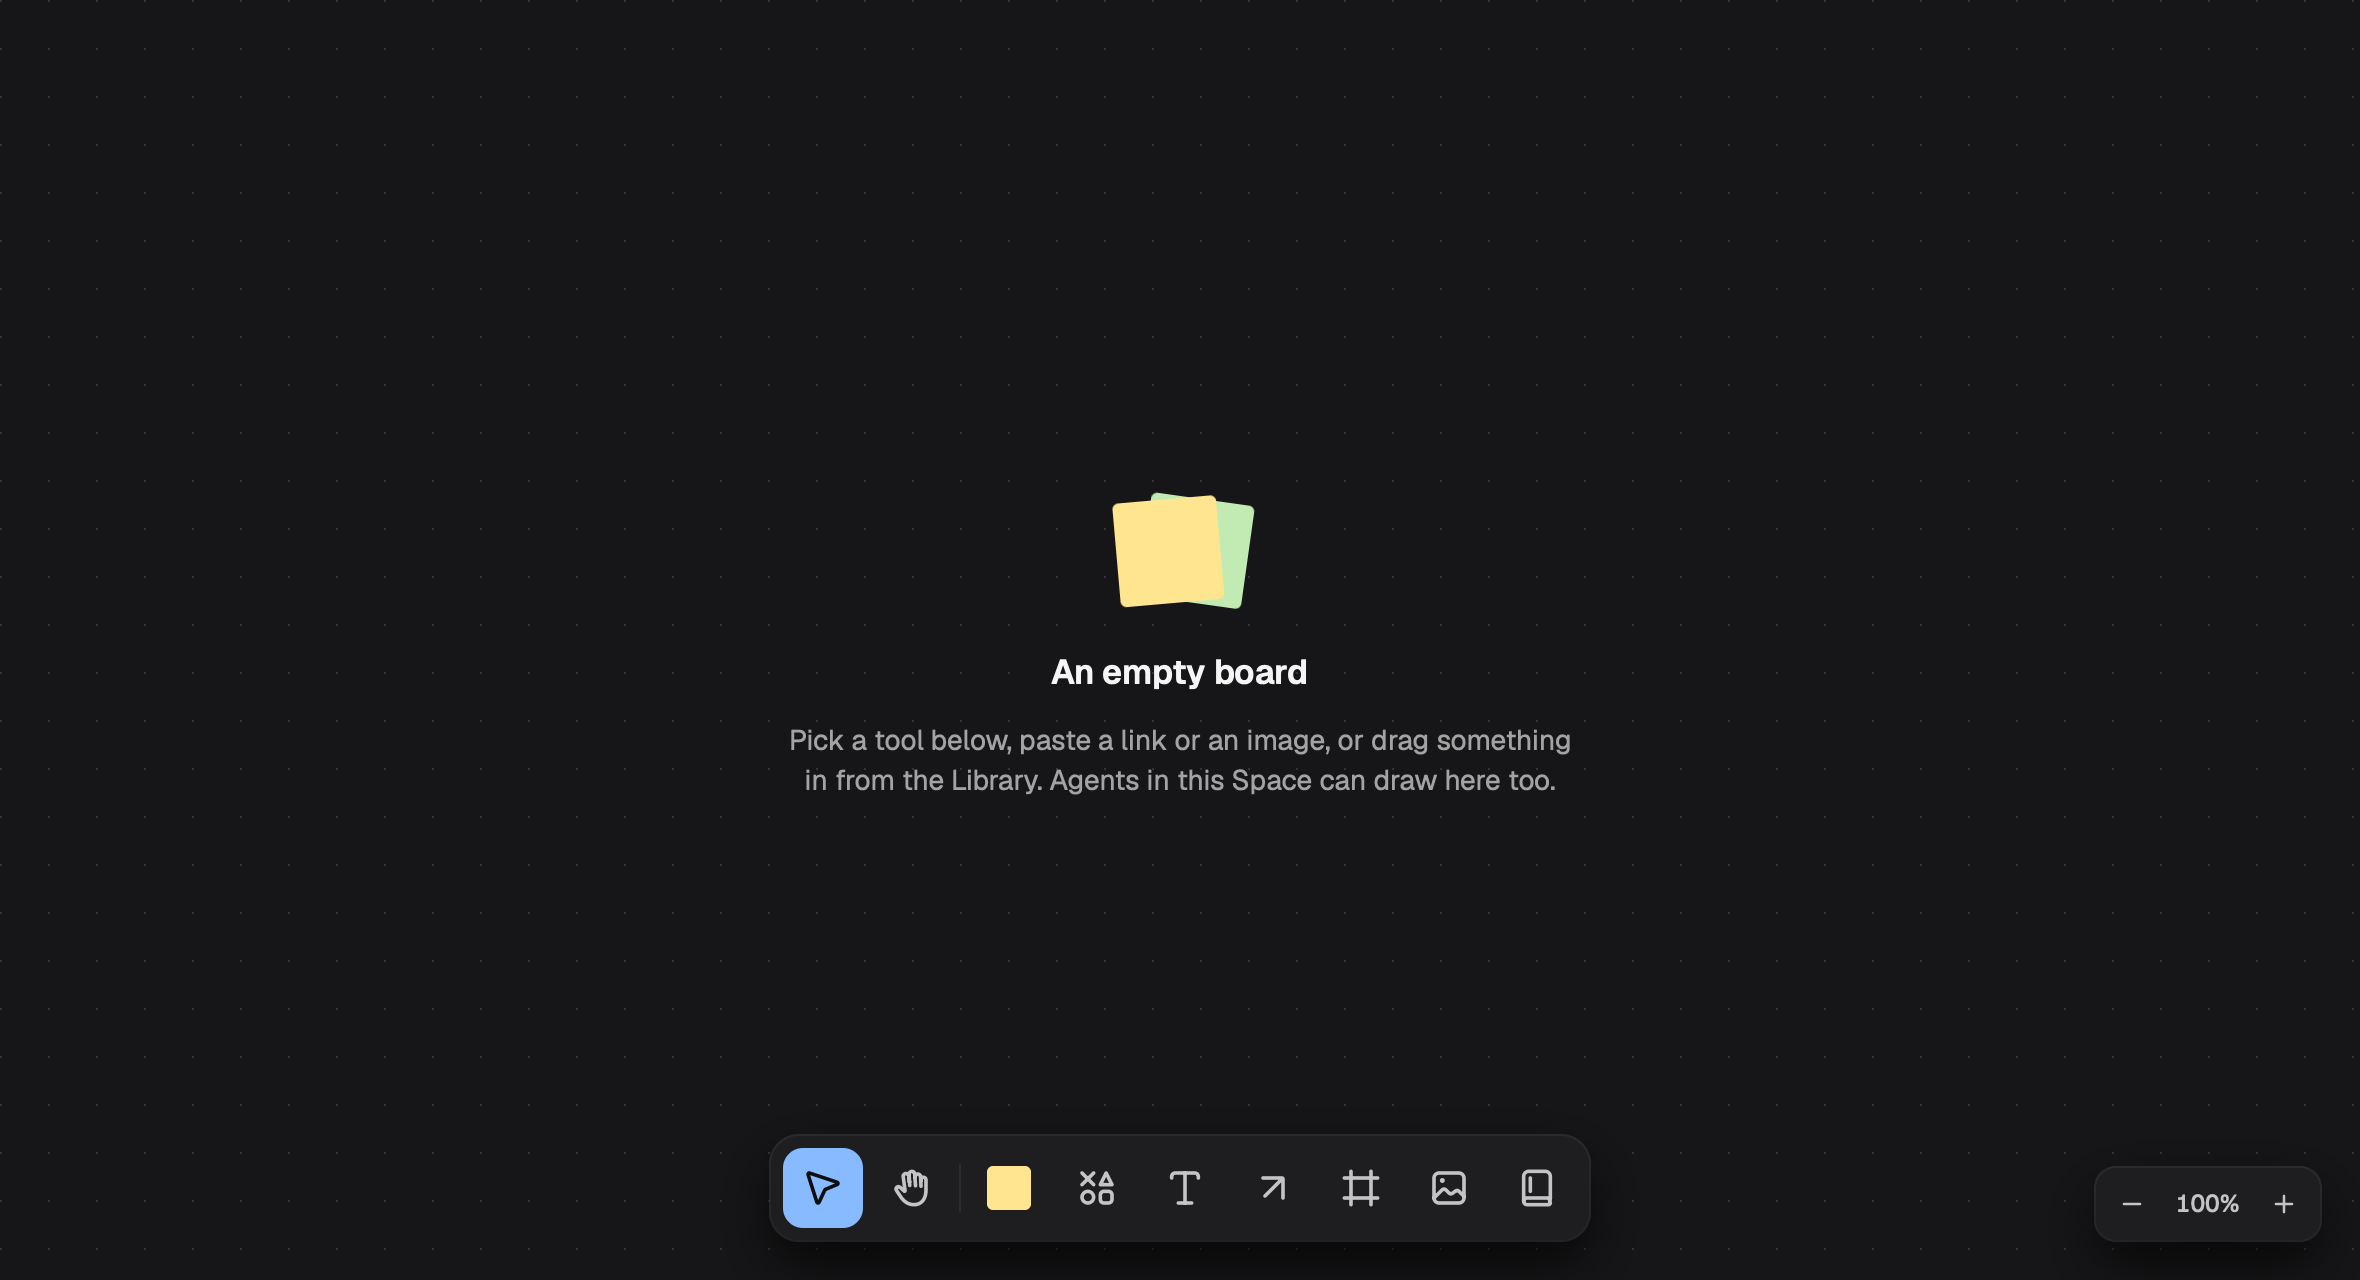 An empty board
Pick a tool below, paste a link or an image, or drag something
in from the Library. Agents in this Space can draw here too.
100%